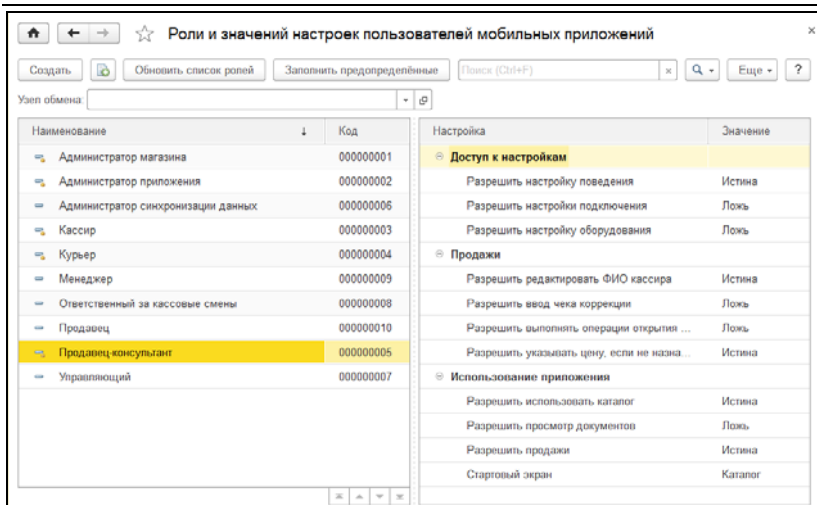 Роли и значений настроек пользователей мобильных приложений
Создать Обновить список ролей Заполнить предопределённые Поиск (Ctrl+F) × Еще ?
Узел обмена:
Наименование ↓ Код
Администратор магазина 000000001
Администратор приложения 000000002
Администратор синхронизации данных 000000006
Кассир 000000003
Курьер 000000004
Менеджер 000000009
Ответственный за кассовые смены 000000008
Продавец 000000010
Продавец-консультант 000000005
Управляющий 000000007
Настройка Значение
Доступ к настройкам
Разрешить настройку поведения Истина
Разрешить настройки подключения Ложь
Разрешить настройку оборудования Ложь
Продажи
Разрешить редактировать ФИО кассира Истина
Разрешить ввод чека коррекции Ложь
Разрешить выполнять операции открытия ... Ложь
Разрешить указывать цену, если не назна... Истина
Использование приложения
Разрешить использовать каталог Истина
Разрешить просмотр документов Ложь
Разрешить продажи Истина
Стартовый экран Каталог